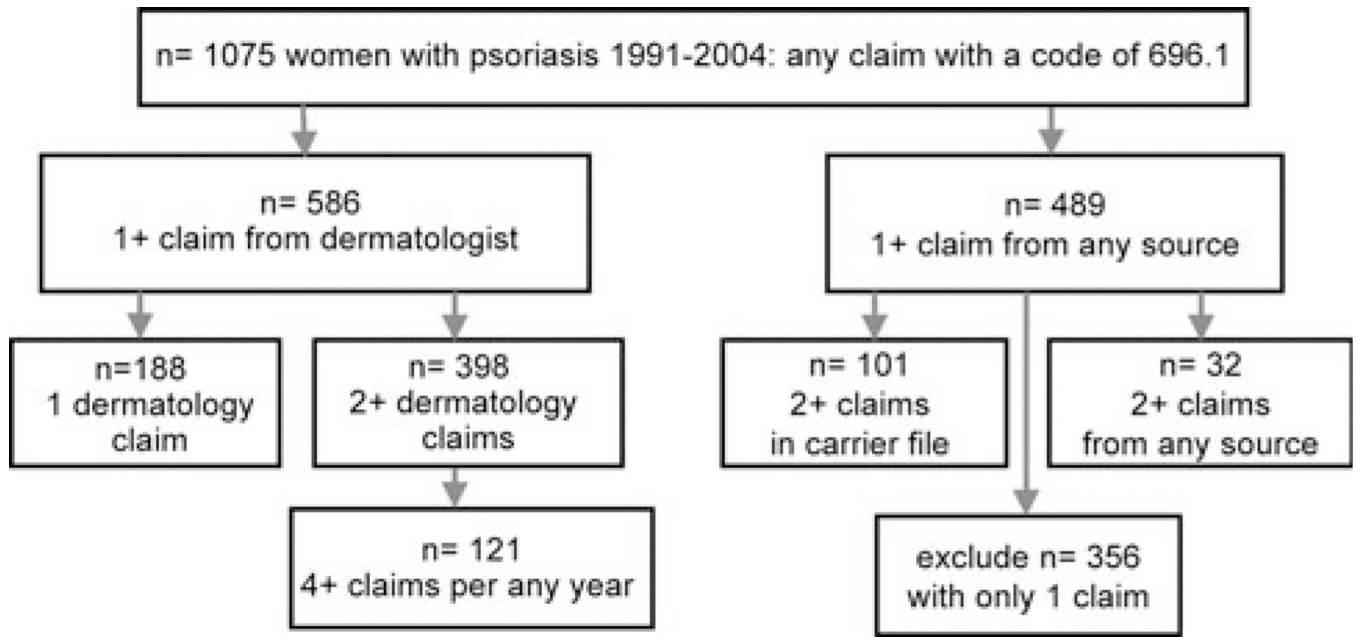 n= 1075 women with psoriasis 1991-2004: any claim with a code of 696.1
n= 586
1+ claim from dermatologist
n= 489
1+ claim from any source
n=188
1 dermatology
claim
n= 398
2+ dermatology
claims
n= 101
2+ claims
in carrier file
n= 32
2+ claims
from any source
n= 121
4+ claims per any year
exclude n= 356
with only 1 claim